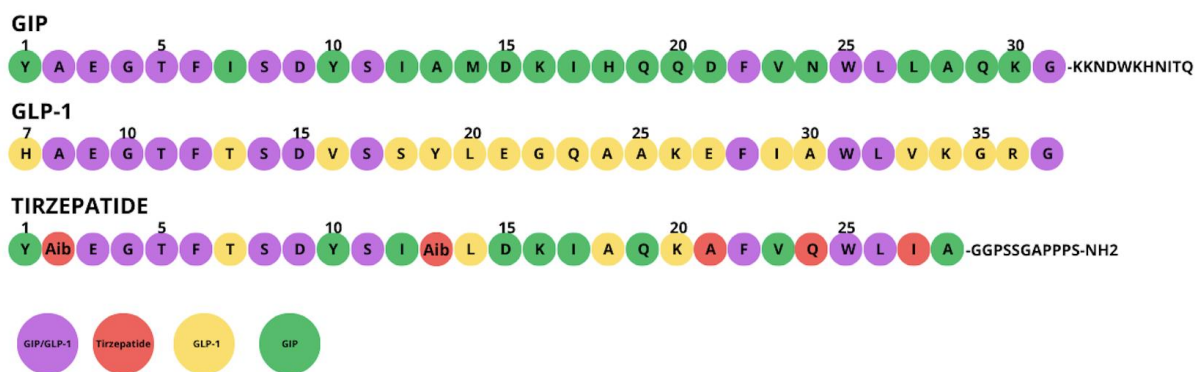 GIP
1 5 10 15 20 25 30
Y A E G T F I S D Y S I A M D K I H Q Q D F V N W L L A Q K G -KKNDWKHNITQ
GLP-1
7 10 15 20 25 30 35
H A E G T F T S D V S S Y L E G Q A A K E F I A W L V K G R G
TIRZEPATIDE
1 5 10 15 20 25
Y Aib E G T F T S D Y S I Aib L D K I A Q K A F V Q W L I A -GGPSSGAPPPS-NH2
GIP/GLP-1 Tirzepatide GLP-1 GIP